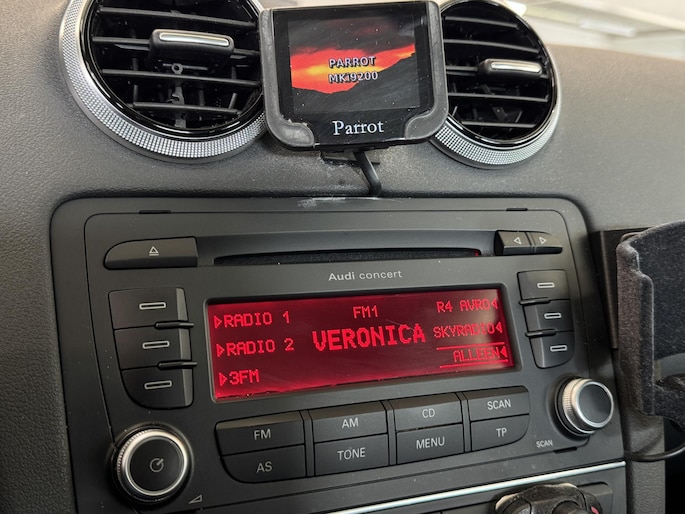 PARROT
MKi9200
Parrot
Audi concert
RADIO 1
FM1
R4 AVRO
RADIO 2
VERONICA
SKYRADIO
3FM
ALLEEN
FM
AM
CD
SCAN
AS
TONE
MENU
TP
SCAN